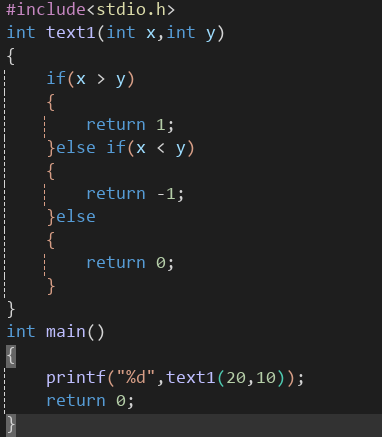 #include<stdio.h>
int text1(int x,int y)
{
if(x > y)
{
return 1;
}else if(x < y)
{
return -1;
}else
{
return 0;
}
}
int main()
{
printf("%d",text1(20,10));
return 0;
}